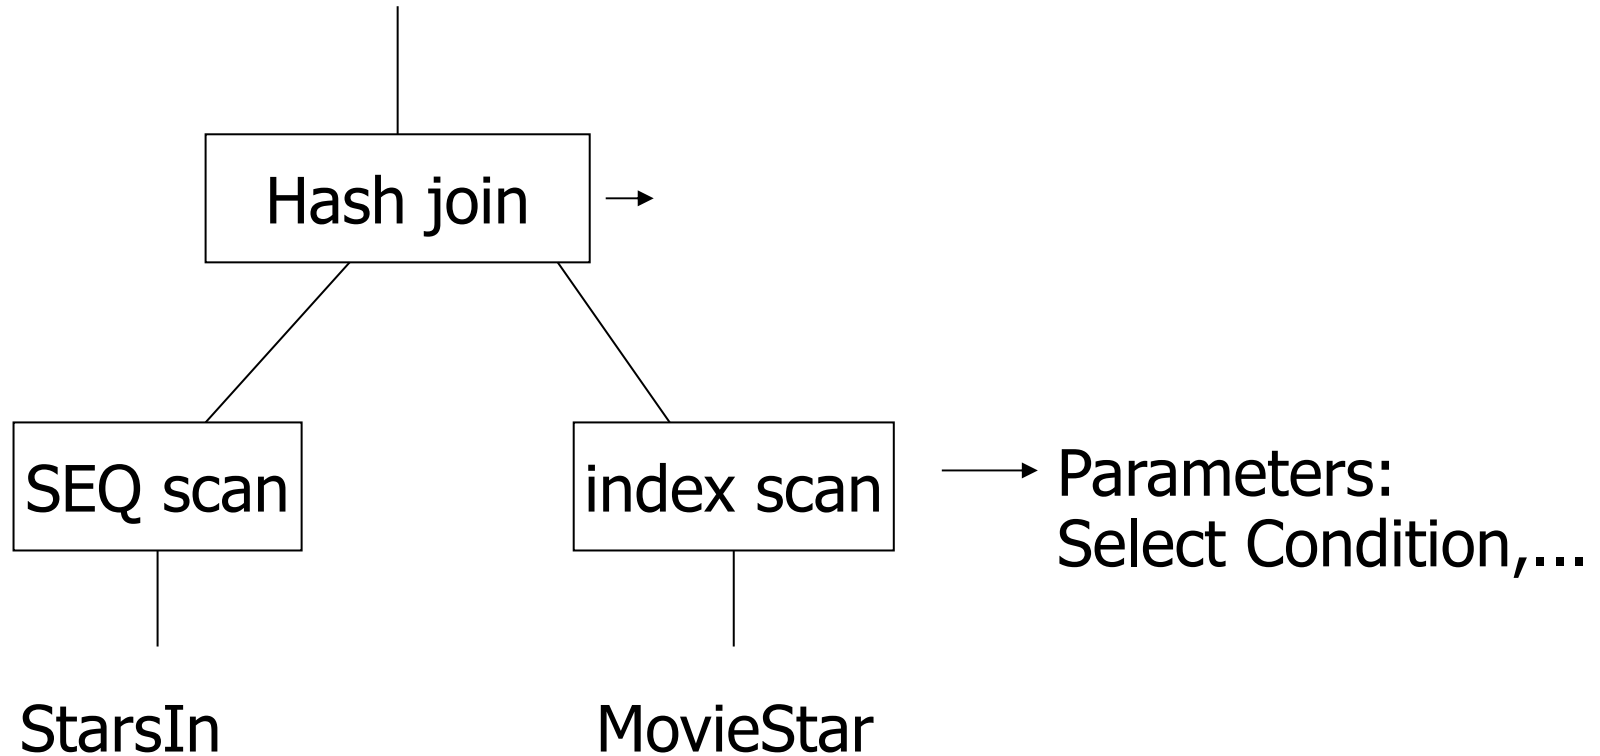 Hash join
SEQ scan
index scan
Parameters:
Select Condition,...
StarsIn
MovieStar